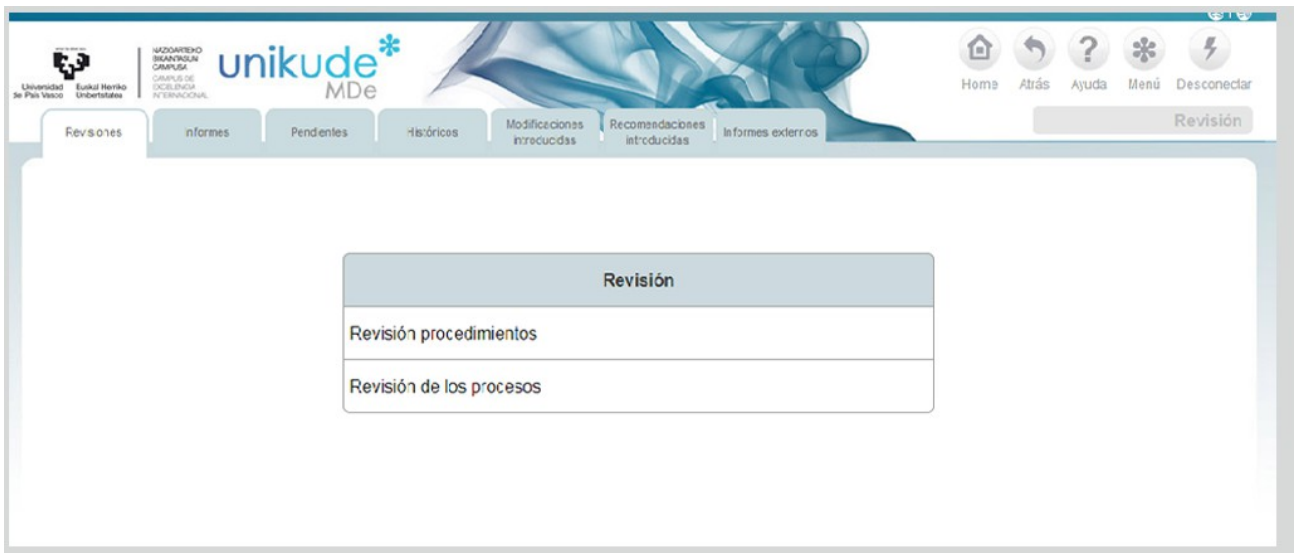 es | eu
Universidad del País Vasco
Euskal Herriko Unibertsitatea
NAZIOARTEKO
BIKAINTASUN
CAMPUSA
CAMPUS DE
EXCELENCIA
INTERNACIONAL
unikude*
MDe
Home Atrás Ayuda Menú Desconectar
Revisión
Revisiones Informes Pendientes Históricos Modificaciones introducidas Recomendaciones introducidas Informes externos
Revisión
Revisión procedimientos
Revisión de los procesos